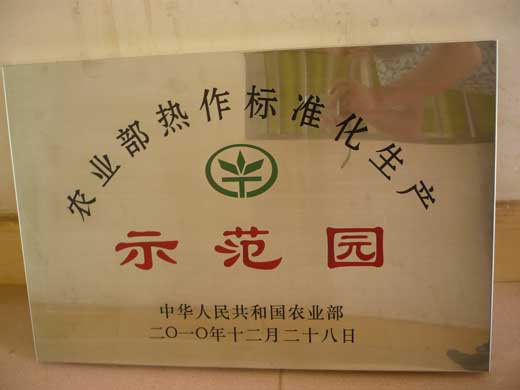 农业部热作标准化生产
示范园
中华人民共和国农业部
二〇一〇年十二月二十八日